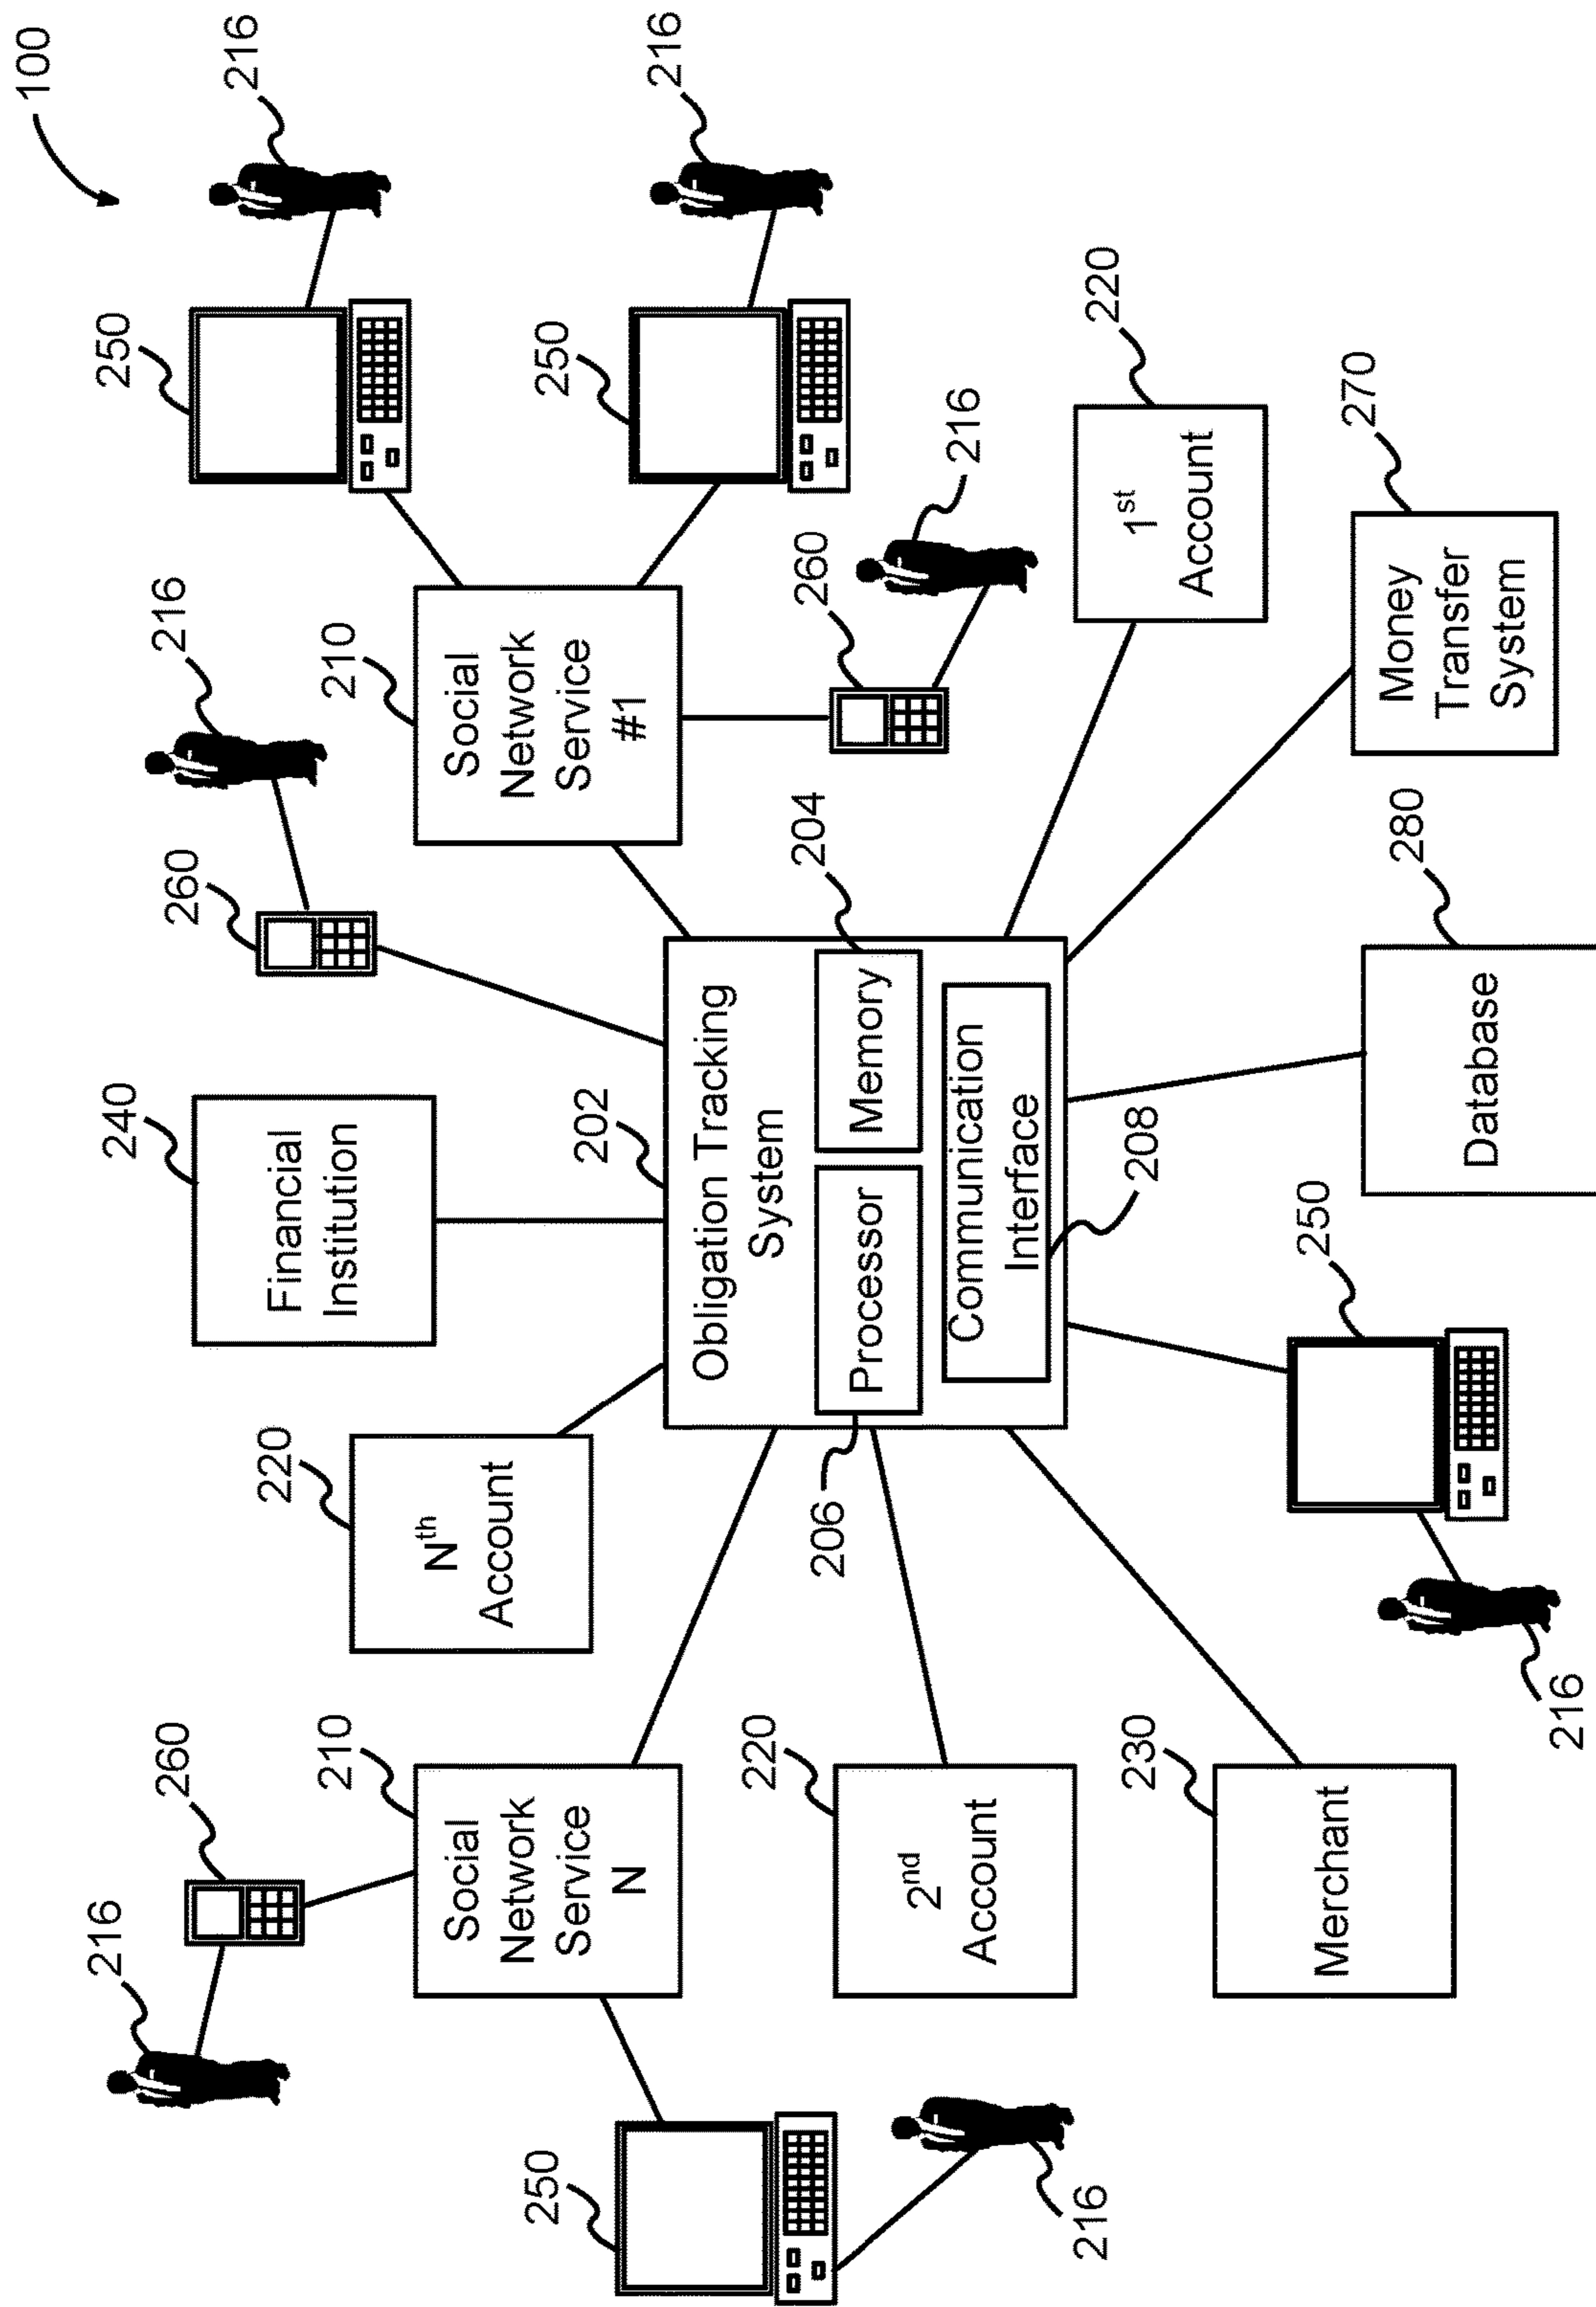 100
216
250
216
250
216
260
Social
Network
Service
#1
210
216
260
1st
Account
220
Money
Transfer
System
270
Database
280
Financial
Institution
240
Obligation Tracking
System
202
Memory
204
Processor
206
Communication
Interface
208
Nth
Account
220
250
216
Social
Network
Service
N
210
260
216
250
216
2nd
Account
220
Merchant
230